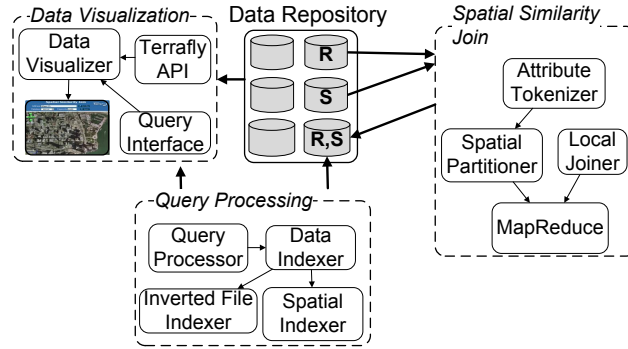 Data Visualization
Data
Visualizer
Terrafly
API
Query
Interface
Data Repository
R
S
R,S
Spatial Similarity
Join
Attribute
Tokenizer
Spatial
Partitioner
Local
Joiner
MapReduce
Query Processing
Query
Processor
Data
Indexer
Inverted File
Indexer
Spatial
Indexer